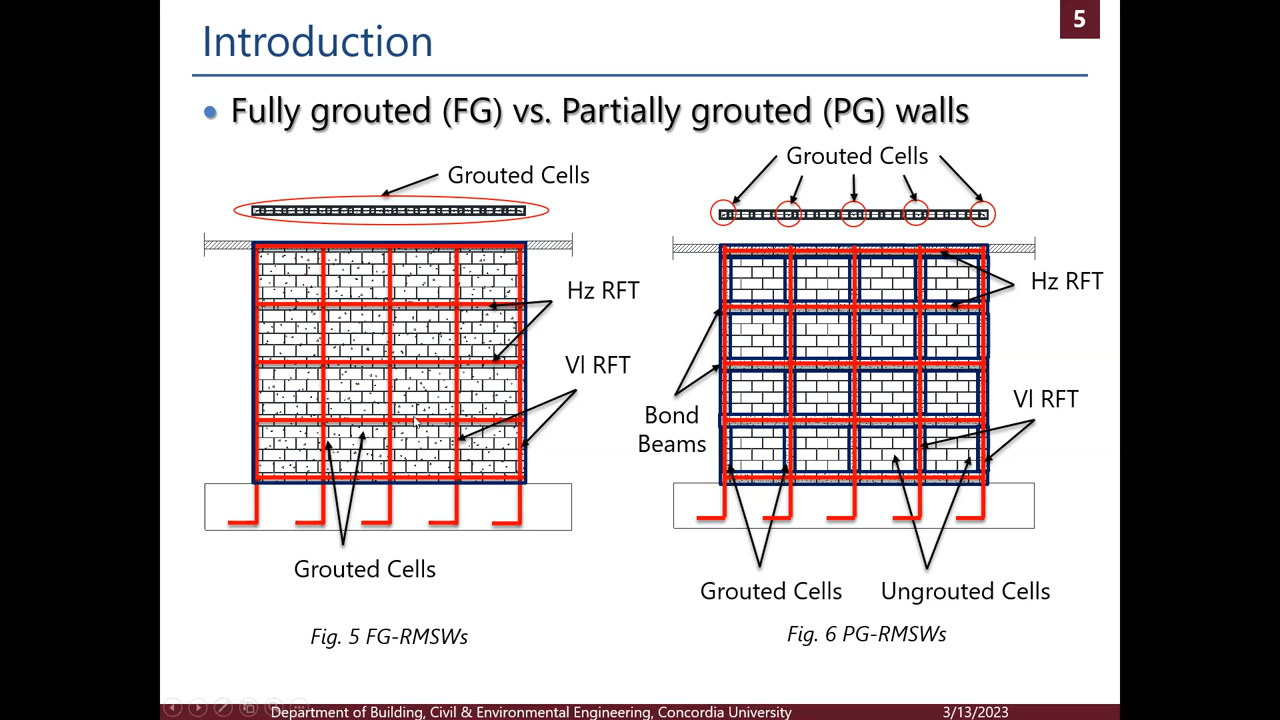 5
Introduction
• Fully grouted (FG) vs. Partially grouted (PG) walls
Grouted Cells
Hz RFT
Vl RFT
Grouted Cells
Fig. 5 FG-RMSWs
Grouted Cells
Hz RFT
Bond
Beams
Vl RFT
Grouted Cells
Ungrouted Cells
Fig. 6 PG-RMSWs
Department of Building, Civil & Environmental Engineering, Concordia University
3/13/2023